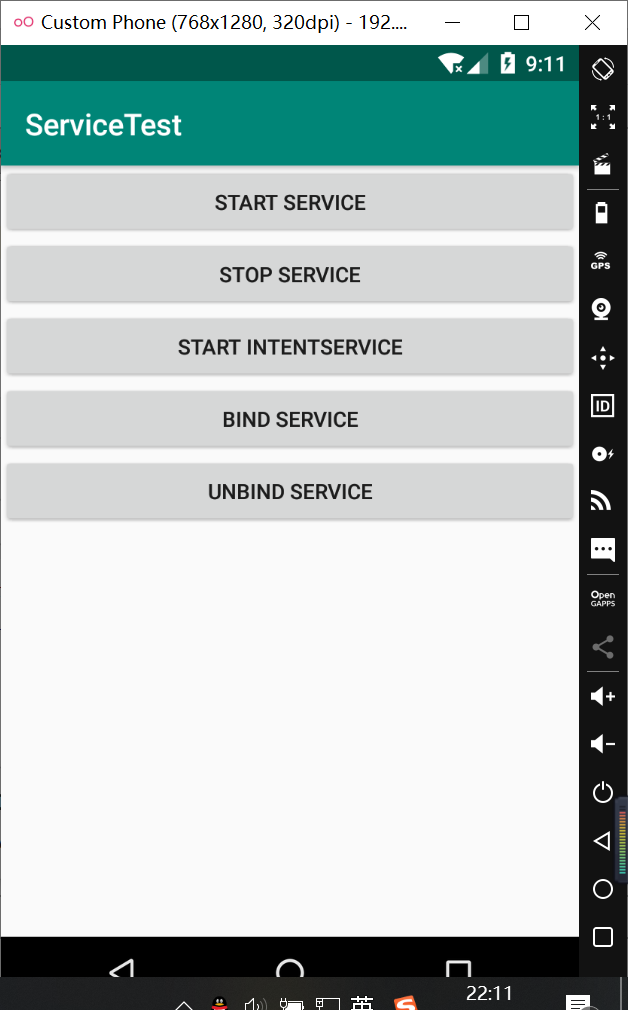 Custom Phone (768x1280, 320dpi) - 192....
9:11
ServiceTest
START SERVICE
STOP SERVICE
START INTENTSERVICE
BIND SERVICE
UNBIND SERVICE
1:1
GPS
ID
Open
GAPPS
英
22:11